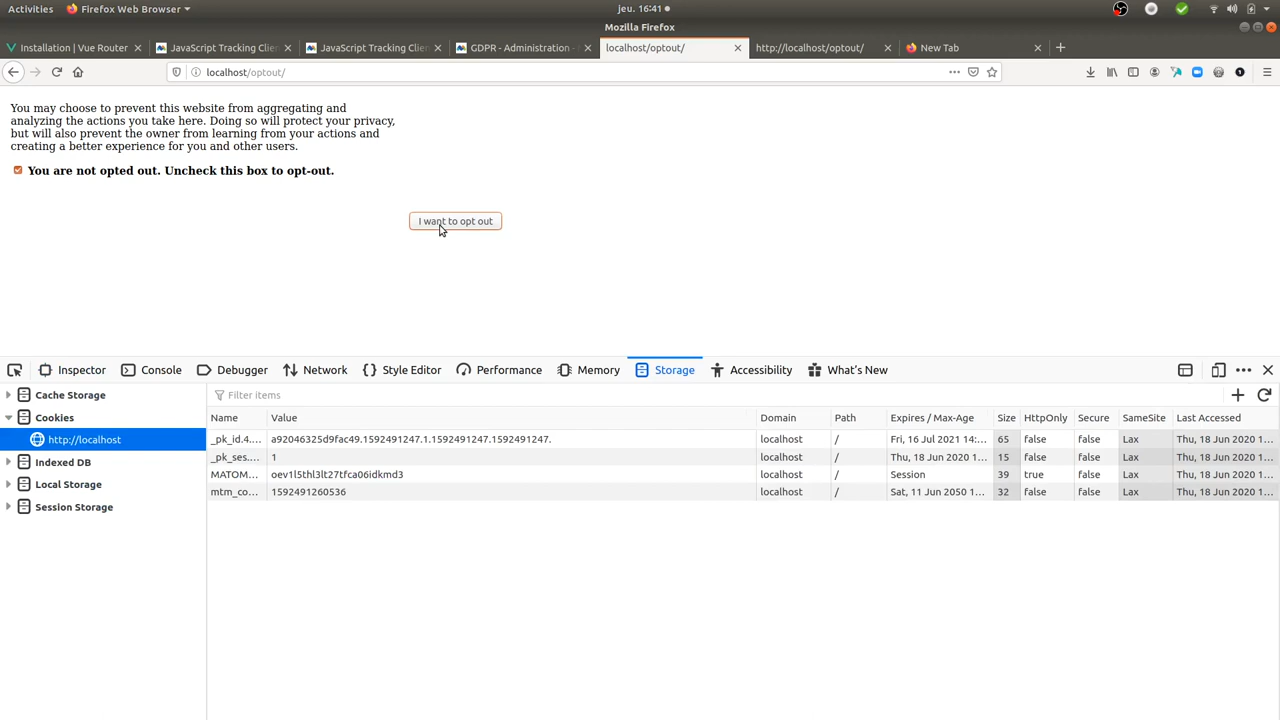 Activities Firefox Web Browser jeu. 16:41
Mozilla Firefox
Installation | Vue Router JavaScript Tracking Clie JavaScript Tracking Clie GDPR - Administration - localhost/optout/ http://localhost/optout/ New Tab
localhost/optout/
You may choose to prevent this website from aggregating and
analyzing the actions you take here. Doing so will protect your privacy,
but will also prevent the owner from learning from your actions and
creating a better experience for you and other users.
You are not opted out. Uncheck this box to opt-out.
I want to opt out
Inspector Console Debugger Network Style Editor Performance Memory Storage Accessibility What's New
Cache Storage Filter items
Cookies Name Value Domain Path Expires / Max-Age Size HttpOnly Secure SameSite Last Accessed
http://localhost _pk_id.4.... a92046325d9fac49.1592491247.1.1592491247.1592491247. localhost / Fri, 16 Jul 2021 14:... 65 false false Lax Thu, 18 Jun 2020 1...
_pk_ses.... 1 localhost / Thu, 18 Jun 2020 1... 15 false false Lax Thu, 18 Jun 2020 1...
Indexed DB
MATOM... oev1l5thl3lt27tfca06idkmd3 localhost / Session 39 true false Lax Thu, 18 Jun 2020 1...
Local Storage
mtm_co... 1592491260536 localhost / Sat, 11 Jun 2050 1... 32 false false Lax Thu, 18 Jun 2020 1...
Session Storage